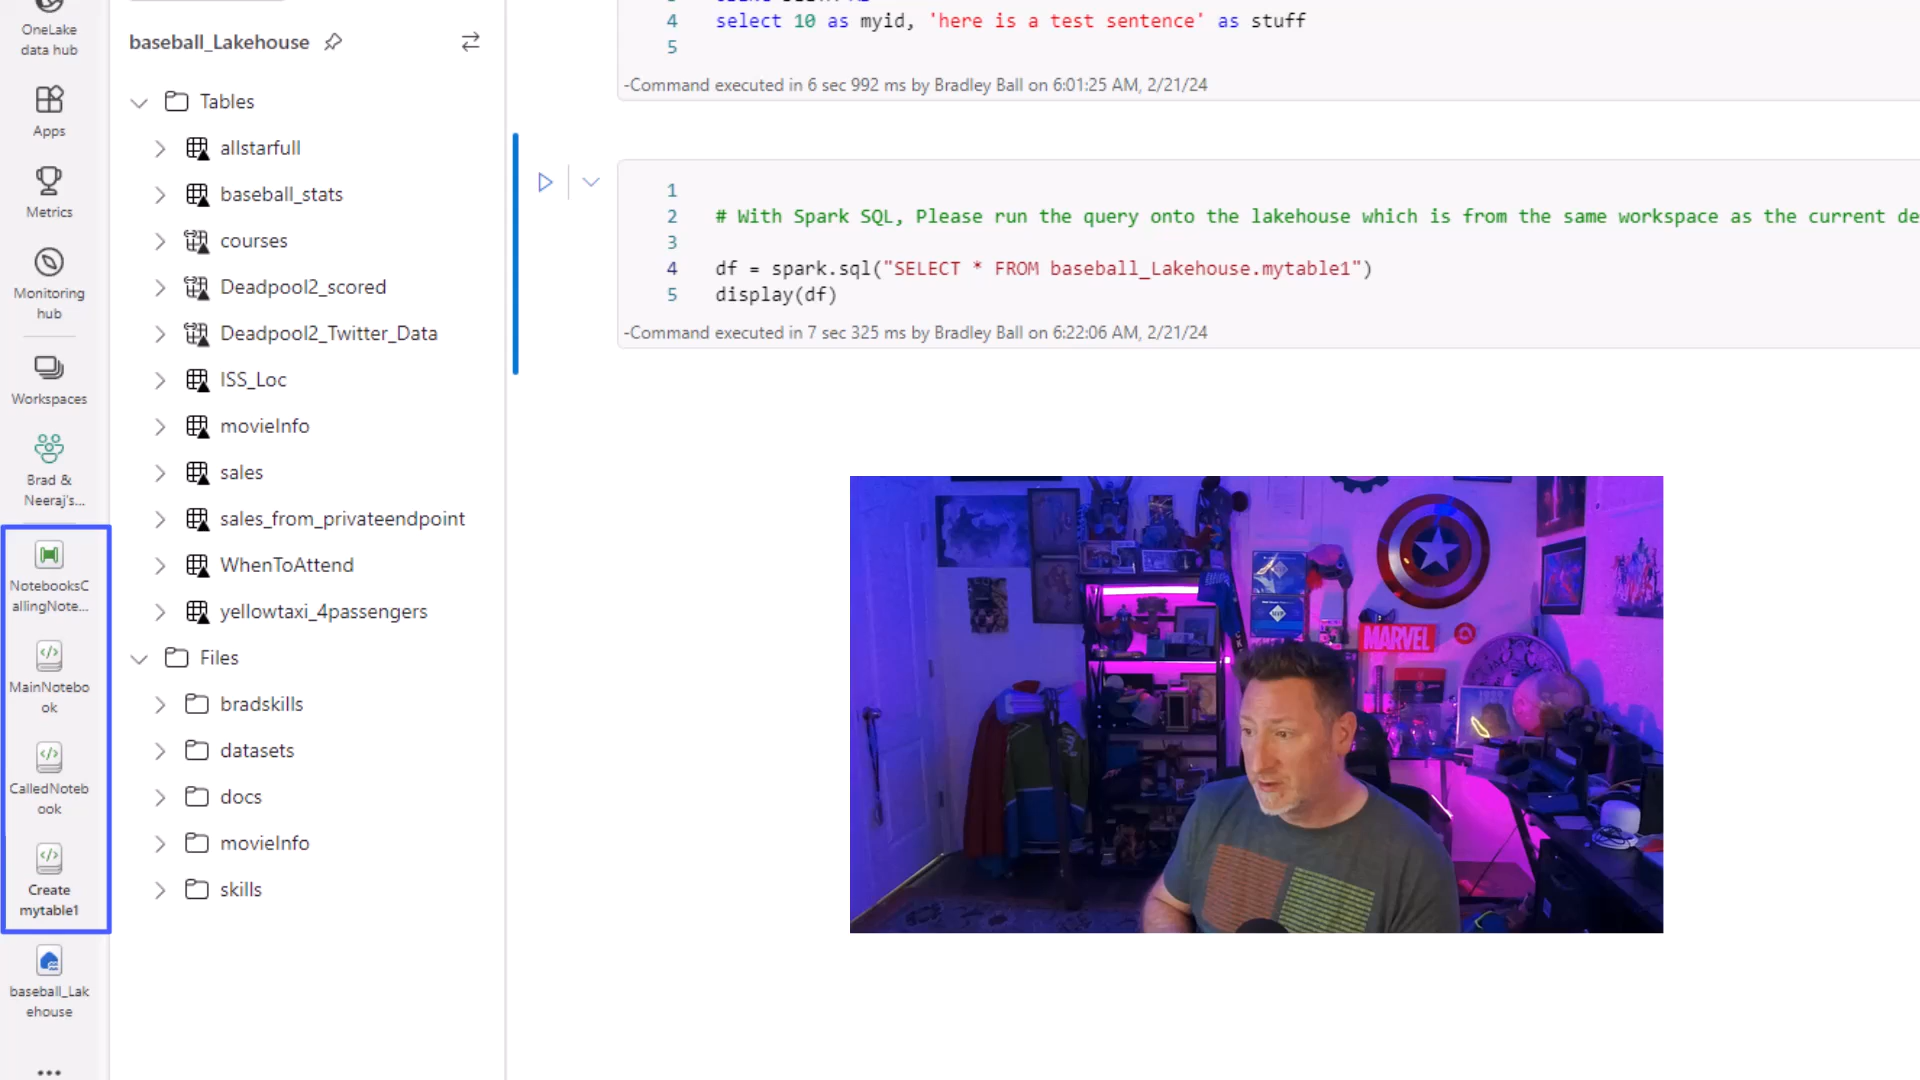 OneLake
data hub
Apps
Metrics
Monitoring
hub
Workspaces
Brad &
Neeraj's...
NotebooksC
allingNote...
MainNotebo
ok
CalledNoteb
ook
Create
mytable1
baseball_Lak
ehouse
...
baseball_Lakehouse
Tables
allstarfull
baseball_stats
courses
Deadpool2_scored
Deadpool2_Twitter_Data
ISS_Loc
movieInfo
sales
sales_from_privateendpoint
WhenToAttend
yellowtaxi_4passengers
Files
bradskills
datasets
docs
movieInfo
skills
4 select 10 as myid, 'here is a test sentence' as stuff
5
-Command executed in 6 sec 992 ms by Bradley Ball on 6:01:25 AM, 2/21/24
1
2 # With Spark SQL, Please run the query onto the lakehouse which is from the same workspace as the current de
3
4 df = spark.sql("SELECT * FROM baseball_Lakehouse.mytable1")
5 display(df)
-Command executed in 7 sec 325 ms by Bradley Ball on 6:22:06 AM, 2/21/24
MARVEL